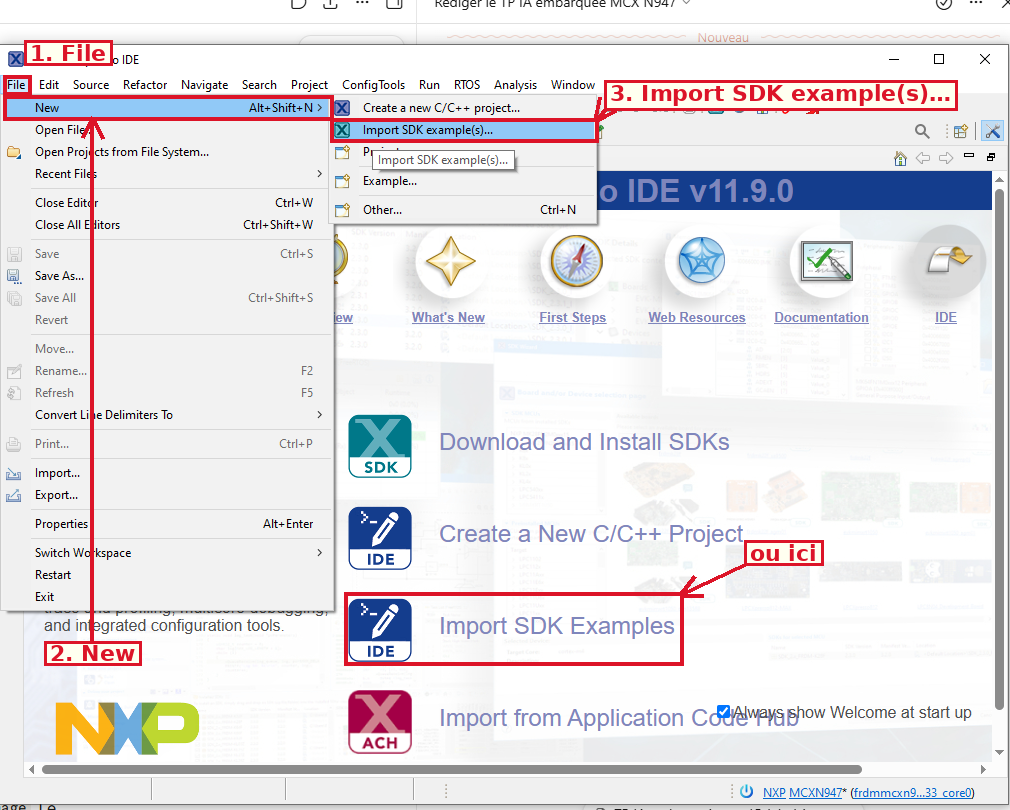 Rédiger le TP IA embarquée MCX N947
Nouveau
1. File
o IDE
File Edit Source Refactor Navigate Search Project ConfigTools Run RTOS Analysis Window
3. Import SDK example(s)...
New Alt+Shift+N
Create a new C/C++ project...
Open File
Import SDK example(s)...
Open Projects from File System...
Import SDK example(s)...
Recent Files
Example...
Close Editor Ctrl+W
Other... Ctrl+N
o IDE v11.9.0
Close All Editors Ctrl+Shift+W
Save Ctrl+S
Save As...
Save All Ctrl+Shift+S
Revert
ew
What's New
First Steps
Web Resources
Documentation
IDE
Move...
Rename... F2
Refresh F5
Convert Line Delimiters To
Print... Ctrl+P
Import...
Export...
Properties Alt+Enter
Switch Workspace
Restart
Exit
SDK
Download and Install SDKs
IDE
Create a New C/C++ Project
ou ici
and integrated configuration tools.
IDE
Import SDK Examples
2. New
NXP
ACH
Import from Application Code Hub
Always show Welcome at start up
NXP MCXN947* (frdmmcxn9...33_core0)